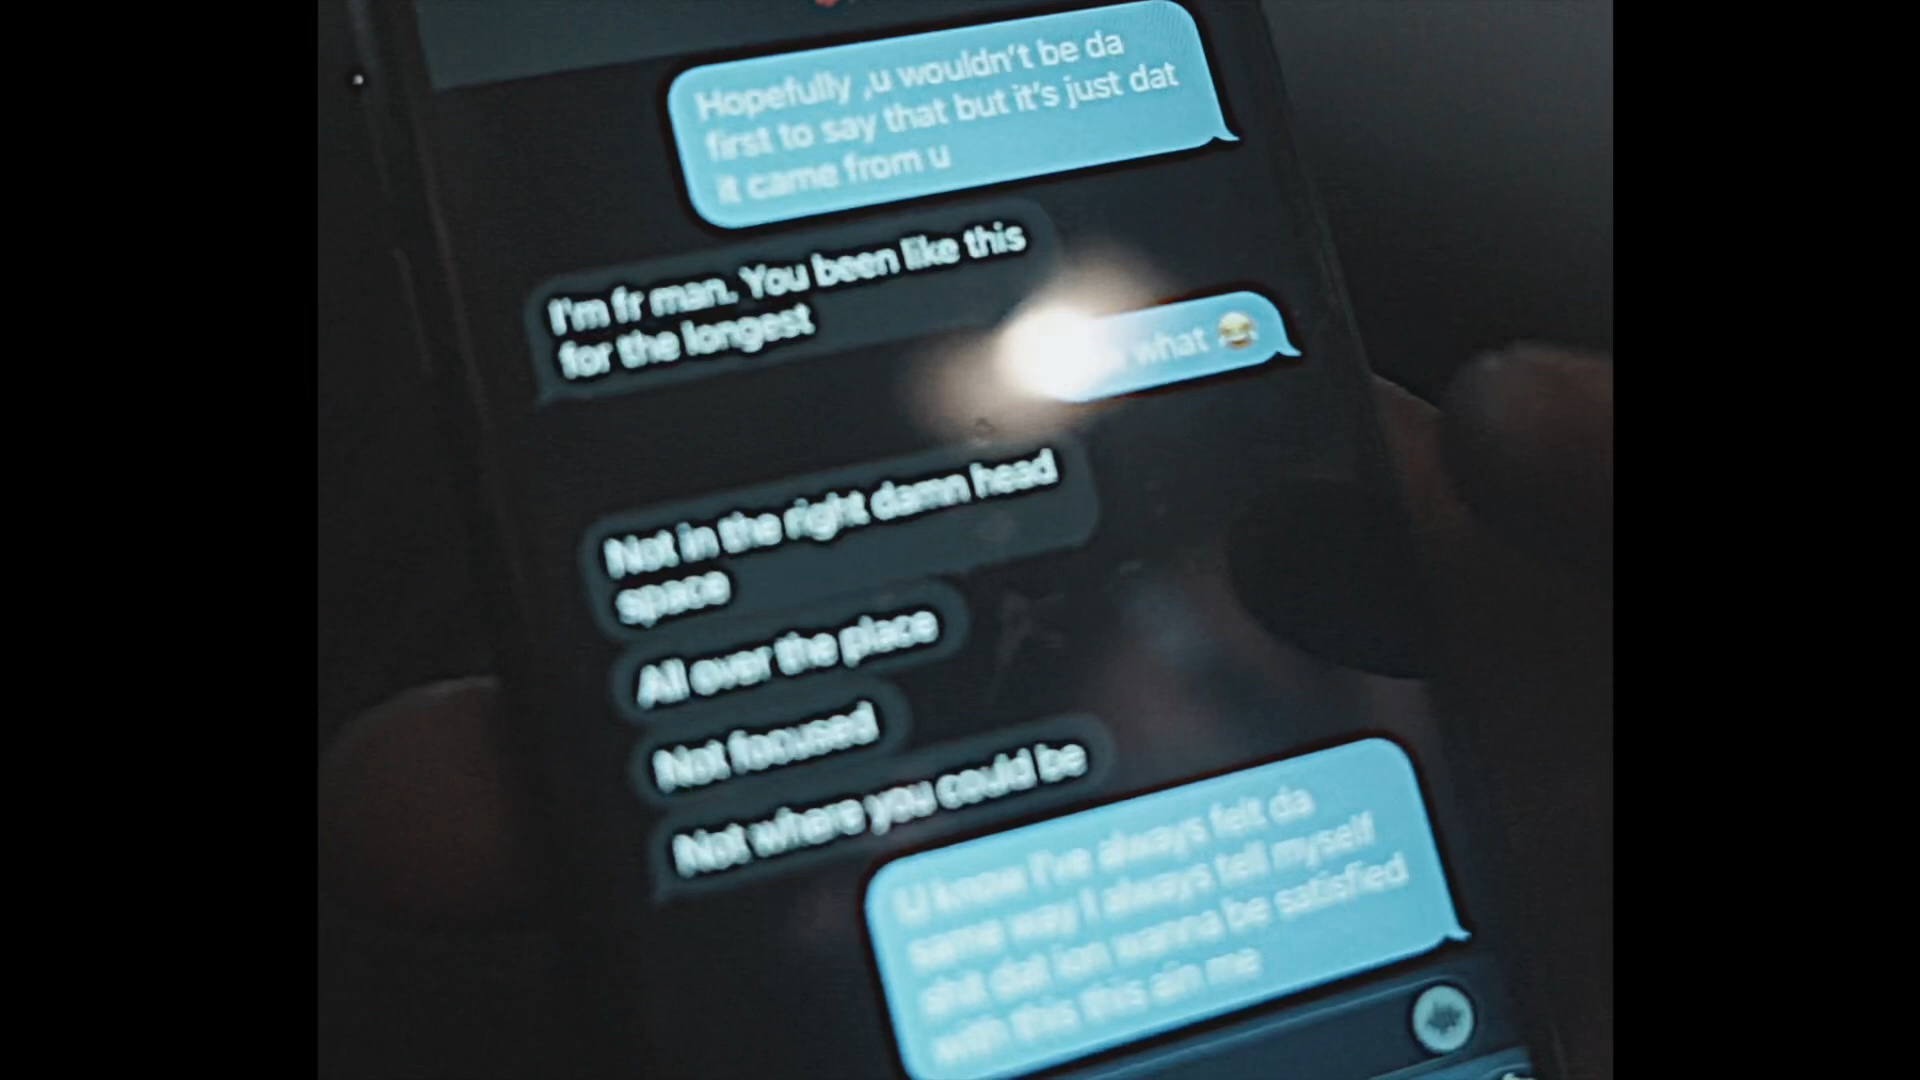 Hopefully ,u wouldn't be da
first to say that but it's just dat
it came from u
I'm fr man. You been like this
for the longest
what 😂
Not in the right damn head
space
All over the place
Not focused
Not where you could be
U know I've always felt da
same way I always tell myself
shit dat ion wanna be satisfied
with this this ain me